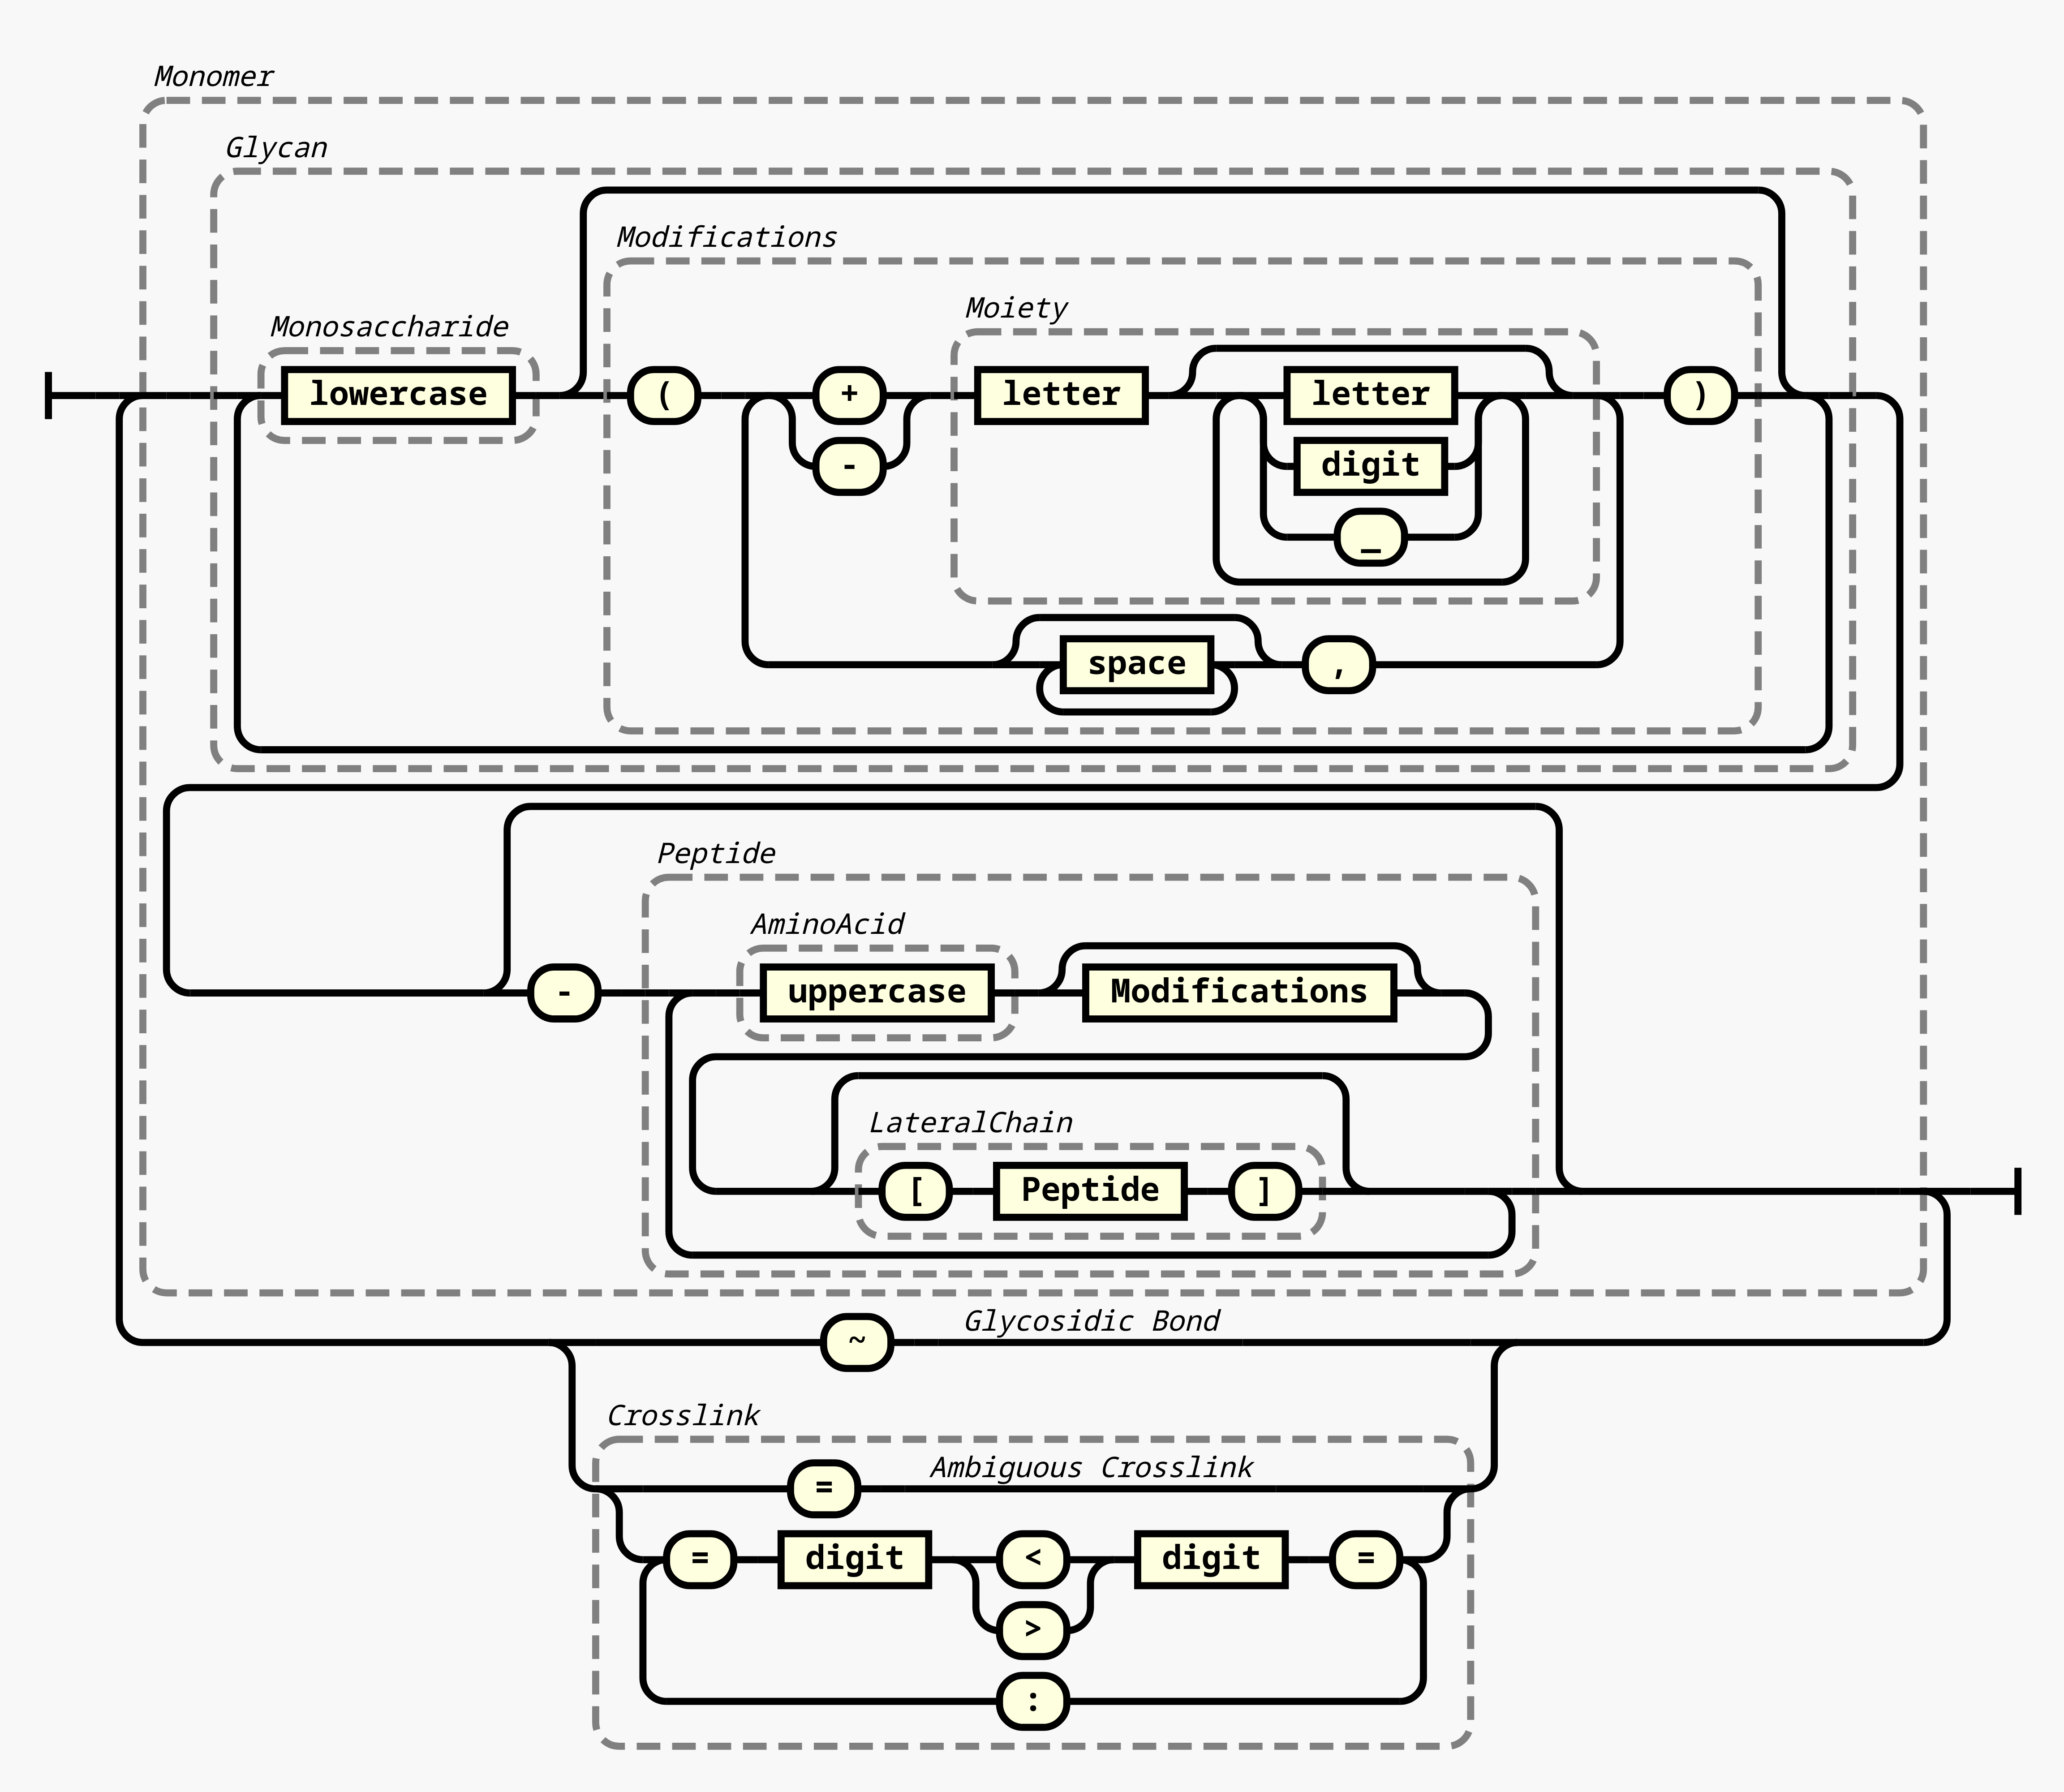 Monomer
Glycan
Modifications
Moiety
Monosaccharide
lowercase ( + letter letter )
- digit
_
space ,
Peptide
AminoAcid
- uppercase Modifications
LateralChain
[ Peptide ]
~ Glycosidic Bond
Crosslink
= Ambiguous Crosslink
= digit < digit =
>
: